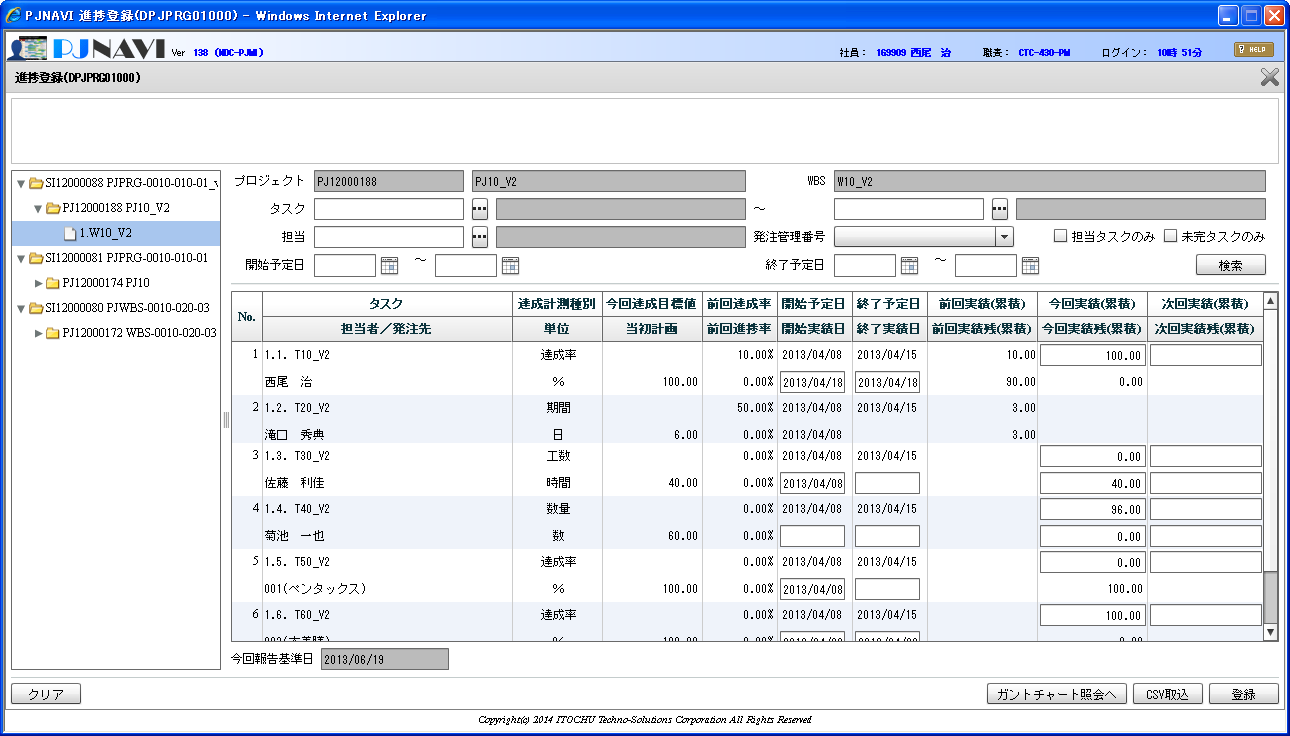 PJNAVI 進捗登録(DPJPRG01000) - Windows Internet Explorer
PJNAVI Ver 138 (NDC-PJMI) 社員： 169909 西尾　治 職責： CTC-430-PM ログイン： 10時 51分 ? HELP
進捗登録(DPJPRG01000)
SI12000088 PJPRG-0010-010-01_v
PJ12000188 PJ10_V2
1.W10_V2
SI12000081 PJPRG-0010-010-01
PJ12000174 PJ10
SI12000080 PJWBS-0010-020-03
PJ12000172 WBS-0010-020-03
プロジェクト PJ12000188 PJ10_V2 WBS W10_V2
タスク ... ～ ...
担当 ... 発注管理番号 担当タスクのみ 未完タスクのみ
開始予定日 ～ 終了予定日 ～ 検索
No. タスク 達成計測種別 今回達成目標値 前回達成率 開始予定日 終了予定日 前回実績(累積) 今回実績(累積) 次回実績(累積)
担当者／発注先 単位 当初計画 前回進捗率 開始実績日 終了実績日 前回実績残(累積) 今回実績残(累積) 次回実績残(累積)
1 1.1. T10_V2 達成率 10.00% 2013/04/08 2013/04/15 10.00 100.00
西尾　治 % 100.00 0.00% 2013/04/18 2013/04/18 90.00 0.00
2 1.2. T20_V2 期間 50.00% 2013/04/08 2013/04/15 3.00
滝口　秀典 日 6.00 0.00% 2013/04/08 3.00
3 1.3. T30_V2 工数 0.00% 2013/04/08 2013/04/15 0.00
佐藤　利佳 時間 40.00 0.00% 2013/04/08 40.00
4 1.4. T40_V2 数量 0.00% 2013/04/08 2013/04/15 96.00
菊池　一也 数 60.00 0.00% 0.00
5 1.5. T50_V2 達成率 0.00% 2013/04/08 2013/04/15 0.00
001(ペンタックス) % 100.00 0.00% 2013/04/08 100.00
6 1.6. T60_V2 達成率 0.00% 2013/04/08 2013/04/15 100.00
今回報告基準日 2013/06/19
クリア ガントチャート照会へ CSV取込 登録
Copyright(c) 2014 ITOCHU Techno-Solutions Corporation All Rights Reserved